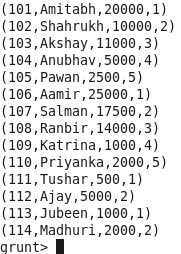 (101,Amitabh,20000,1)
(102,Shahrukh,10000,2)
(103,Akshay,11000,3)
(104,Anubhav,5000,4)
(105,Pawan,2500,5)
(106,Aamir,25000,1)
(107,Salman,17500,2)
(108,Ranbir,14000,3)
(109,Katrina,1000,4)
(110,Priyanka,2000,5)
(111,Tushar,500,1)
(112,Ajay,5000,2)
(113,Jubeen,1000,1)
(114,Madhuri,2000,2)
grunt>